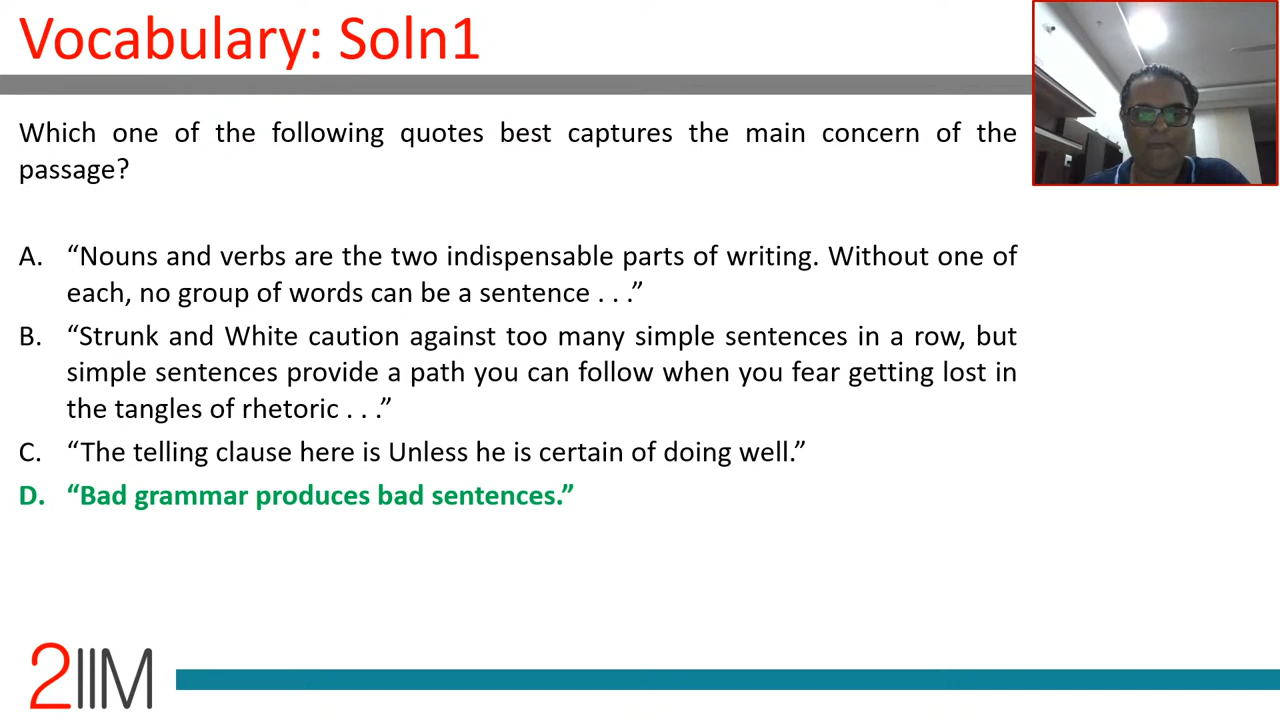 Vocabulary: Soln1
Which one of the following quotes best captures the main concern of the
passage?
A. “Nouns and verbs are the two indispensable parts of writing. Without one of
each, no group of words can be a sentence . . .”
B. “Strunk and White caution against too many simple sentences in a row, but
simple sentences provide a path you can follow when you fear getting lost in
the tangles of rhetoric . . .”
C. “The telling clause here is Unless he is certain of doing well.”
D. “Bad grammar produces bad sentences.”
2IIM